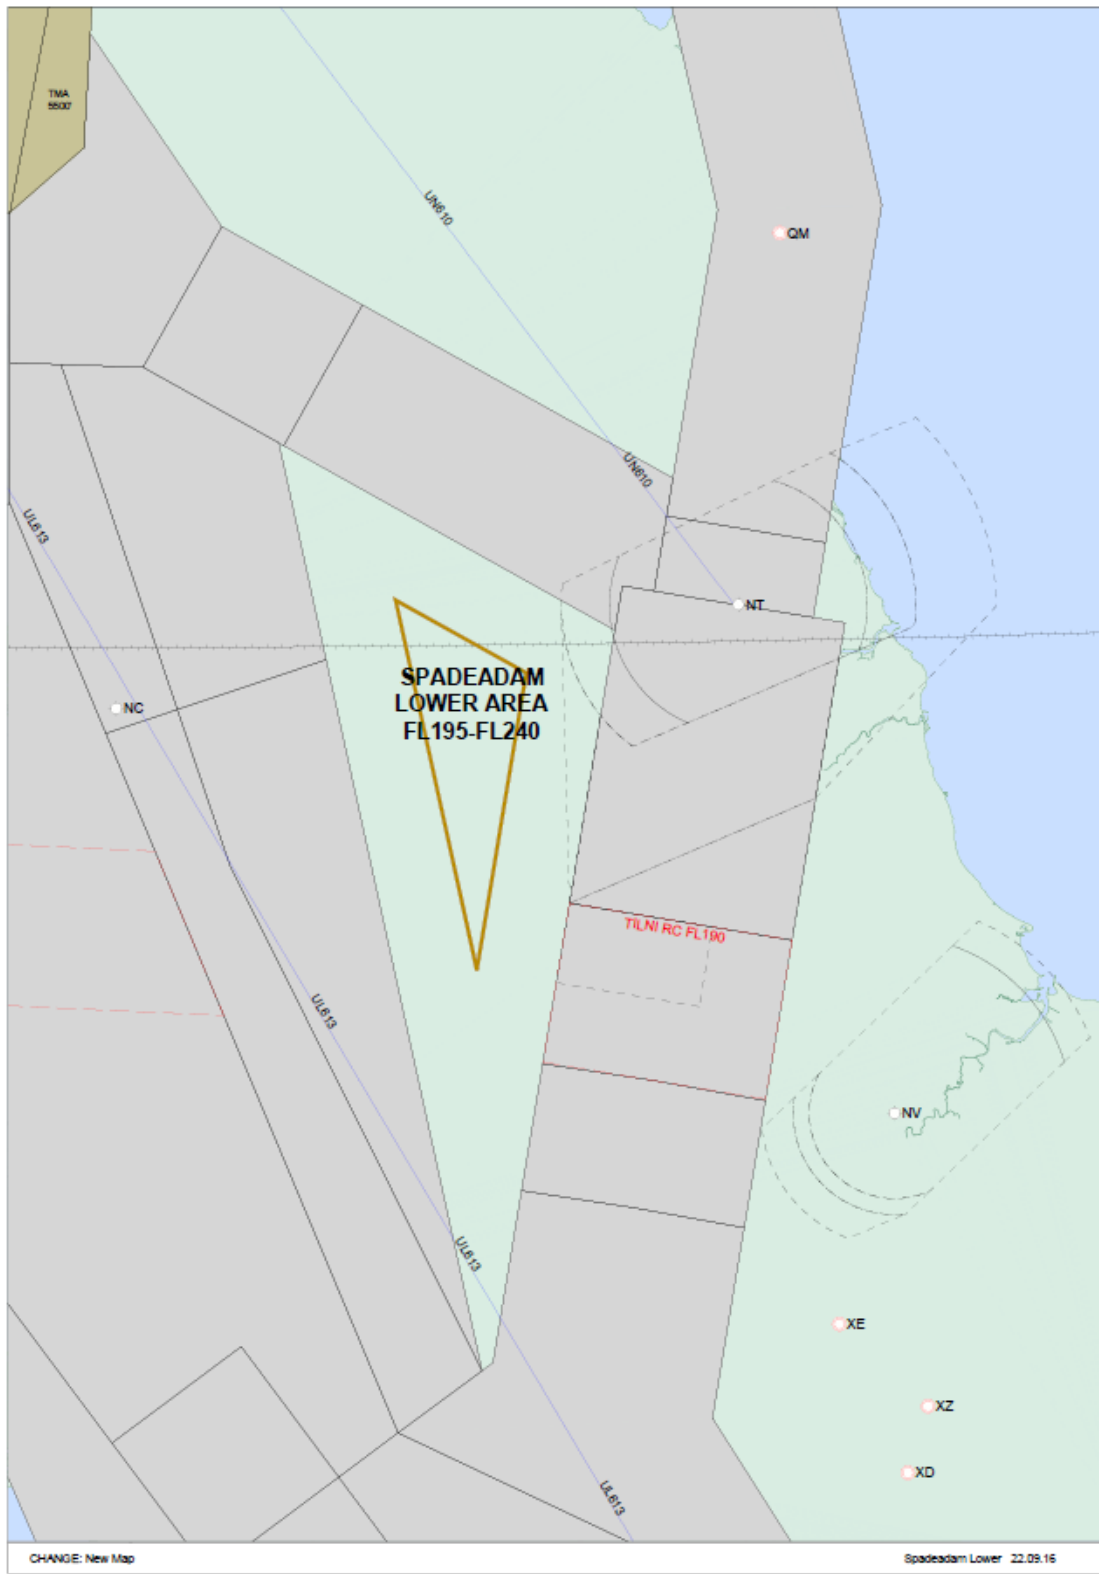 TMA
5500'
UN610
QM
UN610
UL613
NT
SPADEADAM
LOWER AREA
FL195-FL240
NC
TILNI RC FL190
UL613
NV
UL613
XE
XZ
XD
UL613
CHANGE: New Map
Spadeadam Lower 22.09.16